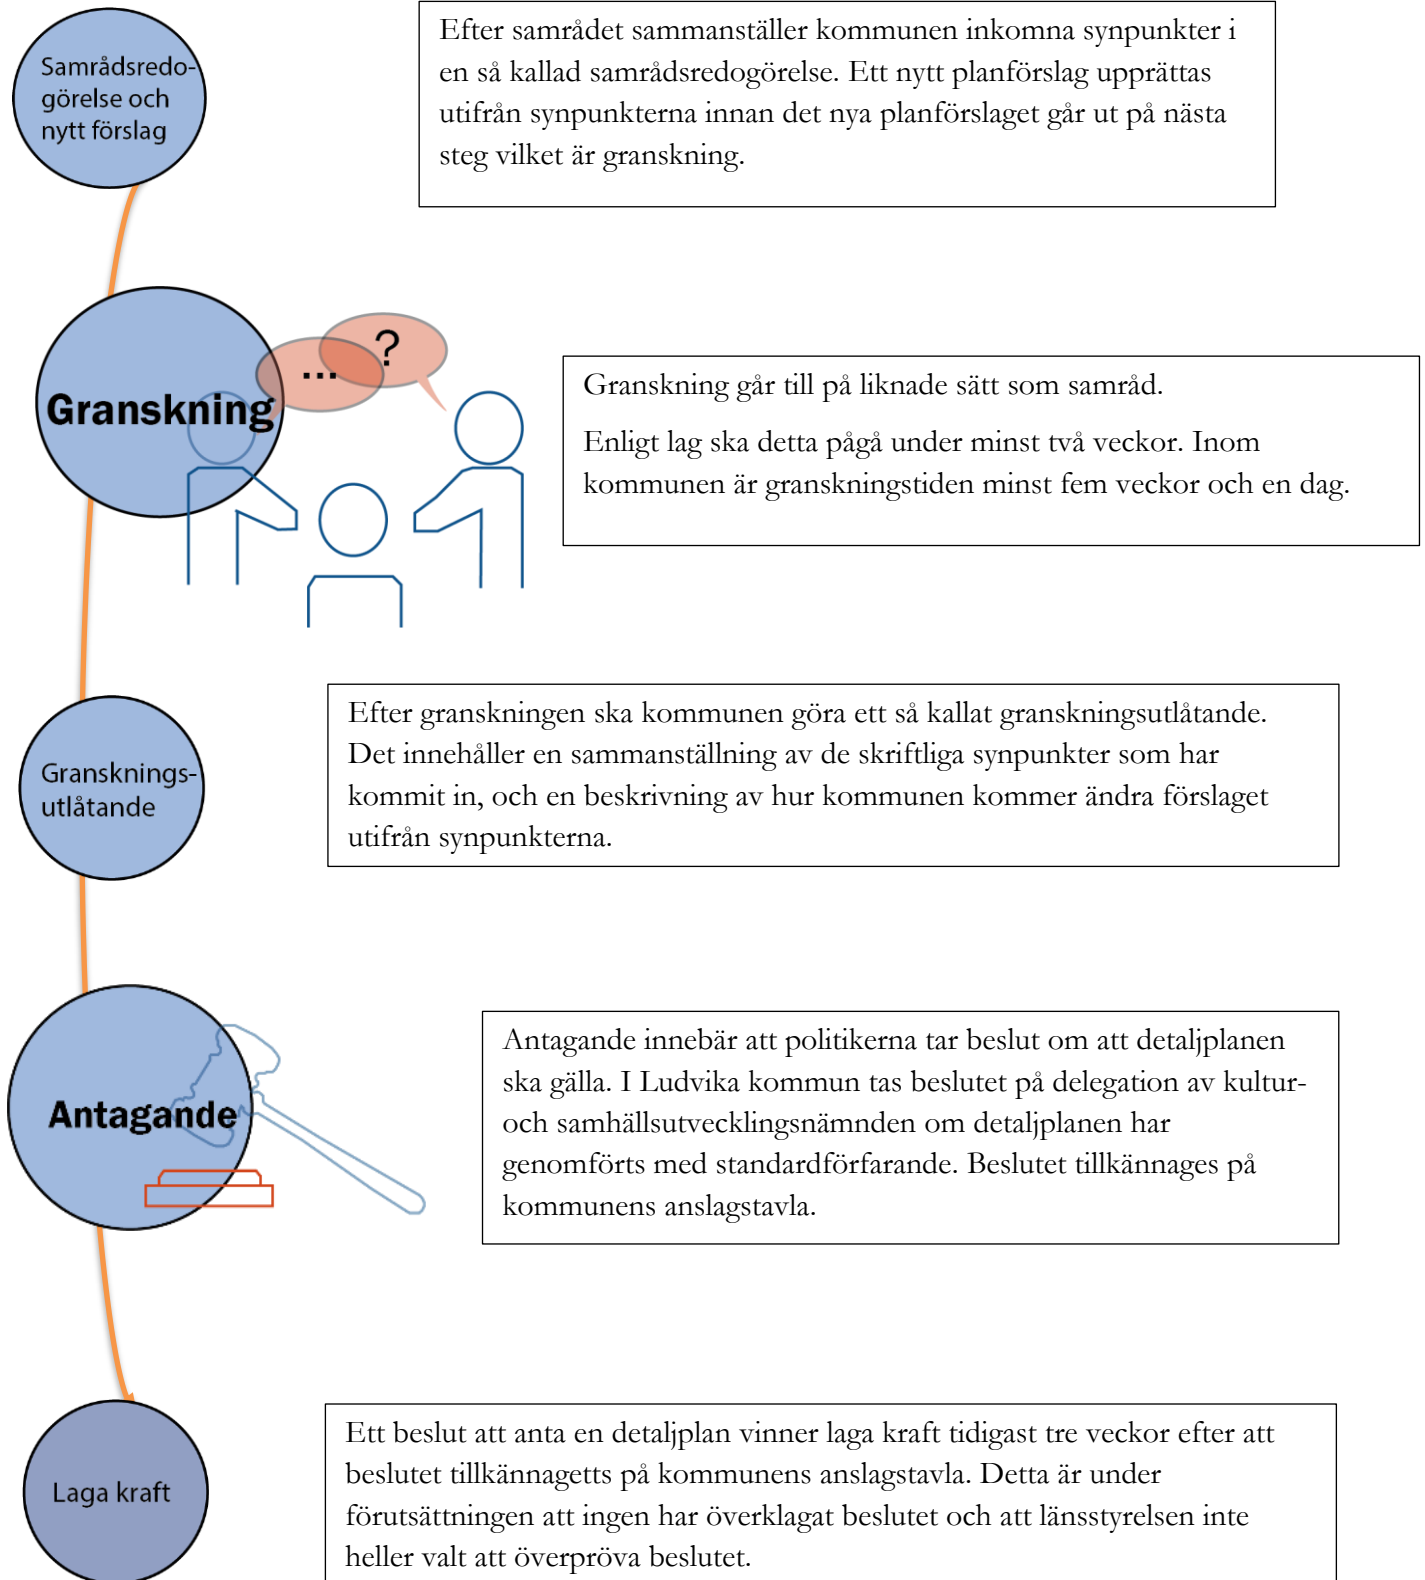 Samrådsredo-
görelse och
nytt förslag
Efter samrådet sammanställer kommunen inkomna synpunkter i
en så kallad samrådsredogörelse. Ett nytt planförslag upprättas
utifrån synpunkterna innan det nya planförslaget går ut på nästa
steg vilket är granskning.
Granskning
...
?
Granskning går till på liknade sätt som samråd.
Enligt lag ska detta pågå under minst två veckor. Inom
kommunen är granskningstiden minst fem veckor och en dag.
Gransknings-
utlåtande
Efter granskningen ska kommunen göra ett så kallat granskningsutlåtande.
Det innehåller en sammanställning av de skriftliga synpunkter som har
kommit in, och en beskrivning av hur kommunen kommer ändra förslaget
utifrån synpunkterna.
Antagande
Antagande innebär att politikerna tar beslut om att detaljplanen
ska gälla. I Ludvika kommun tas beslutet på delegation av kultur-
och samhällsutvecklingsnämnden om detaljplanen har
genomförts med standardförfarande. Beslutet tillkännages på
kommunens anslagstavla.
Laga kraft
Ett beslut att anta en detaljplan vinner laga kraft tidigast tre veckor efter att
beslutet tillkännagetts på kommunens anslagstavla. Detta är under
förutsättningen att ingen har överklagat beslutet och att länsstyrelsen inte
heller valt att överpröva beslutet.